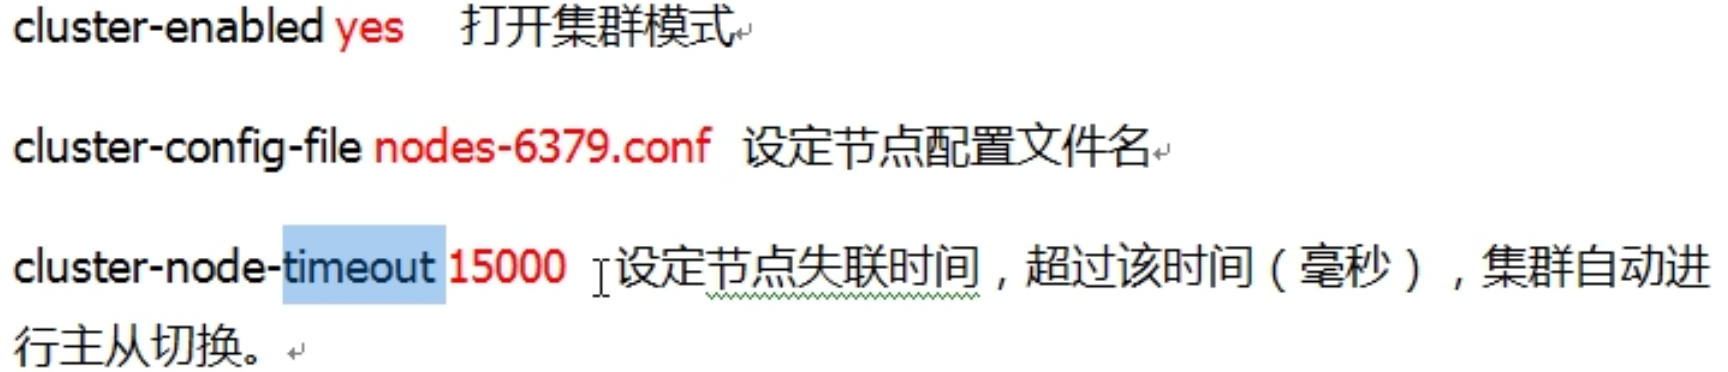 cluster-enabled yes 打开集群模式
cluster-config-file nodes-6379.conf 设定节点配置文件名
cluster-node-timeout 15000 设定节点失联时间，超过该时间（毫秒），集群自动进
行主从切换。